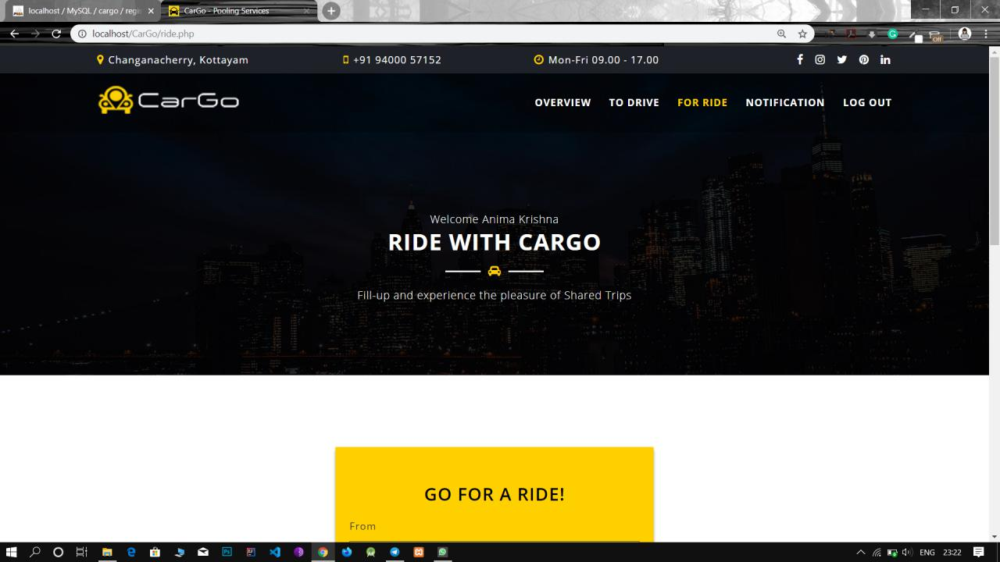 localhost / MySQL / cargo / regis
CarGo - Pooling Services
localhost/CarGo/ride.php
Off
Changanacherry, Kottayam
+91 94000 57152
Mon-Fri 09.00 - 17.00
CarGo
OVERVIEW
TO DRIVE
FOR RIDE
NOTIFICATION
LOG OUT
Welcome Anima Krishna
RIDE WITH CARGO
Fill-up and experience the pleasure of Shared Trips
GO FOR A RIDE!
From
ENG
23:22